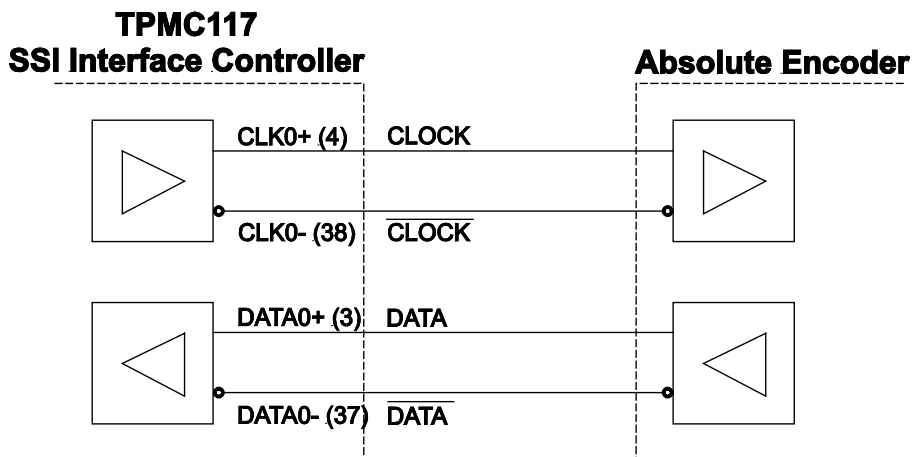 TPMC117
SSI Interface Controller
Absolute Encoder
CLK0+ (4) CLOCK
CLK0- (38) CLOCK
DATA0+ (3) DATA
DATA0- (37) DATA